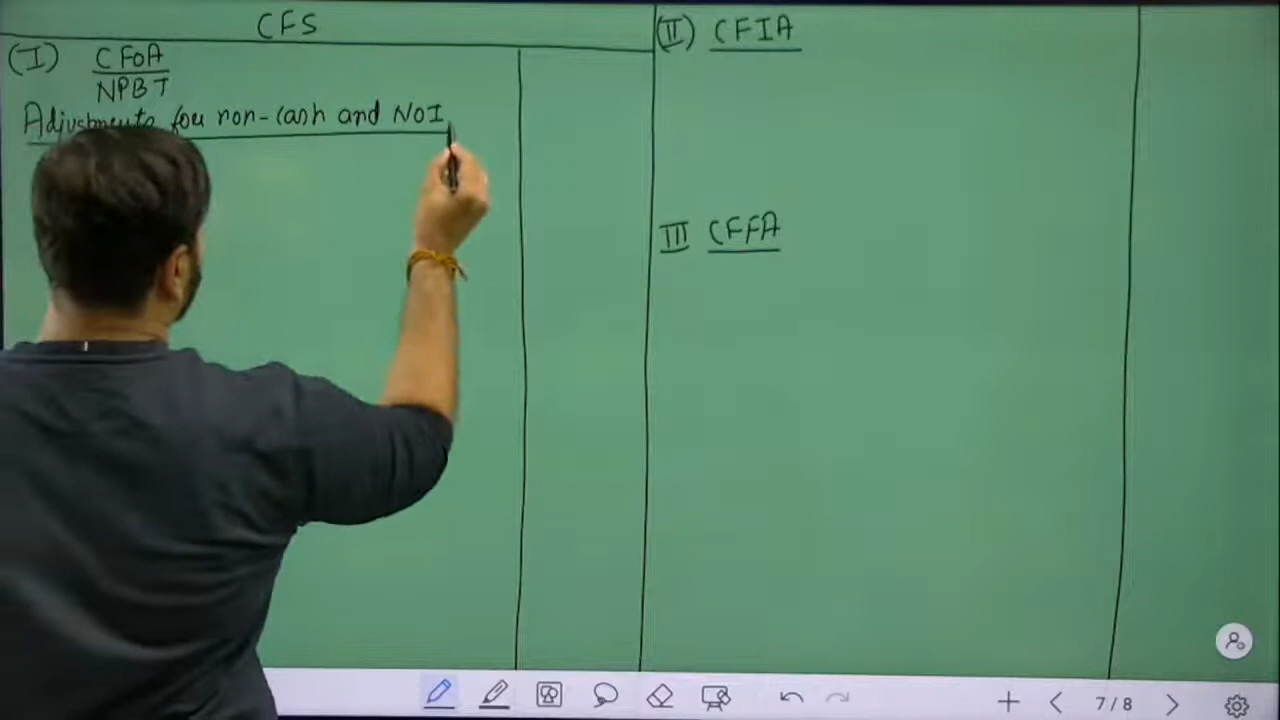 CFS
(I) CFOA
NPBT
Adjustments for non-cash and NOI
(II) CFIA
III CFFA
7/8